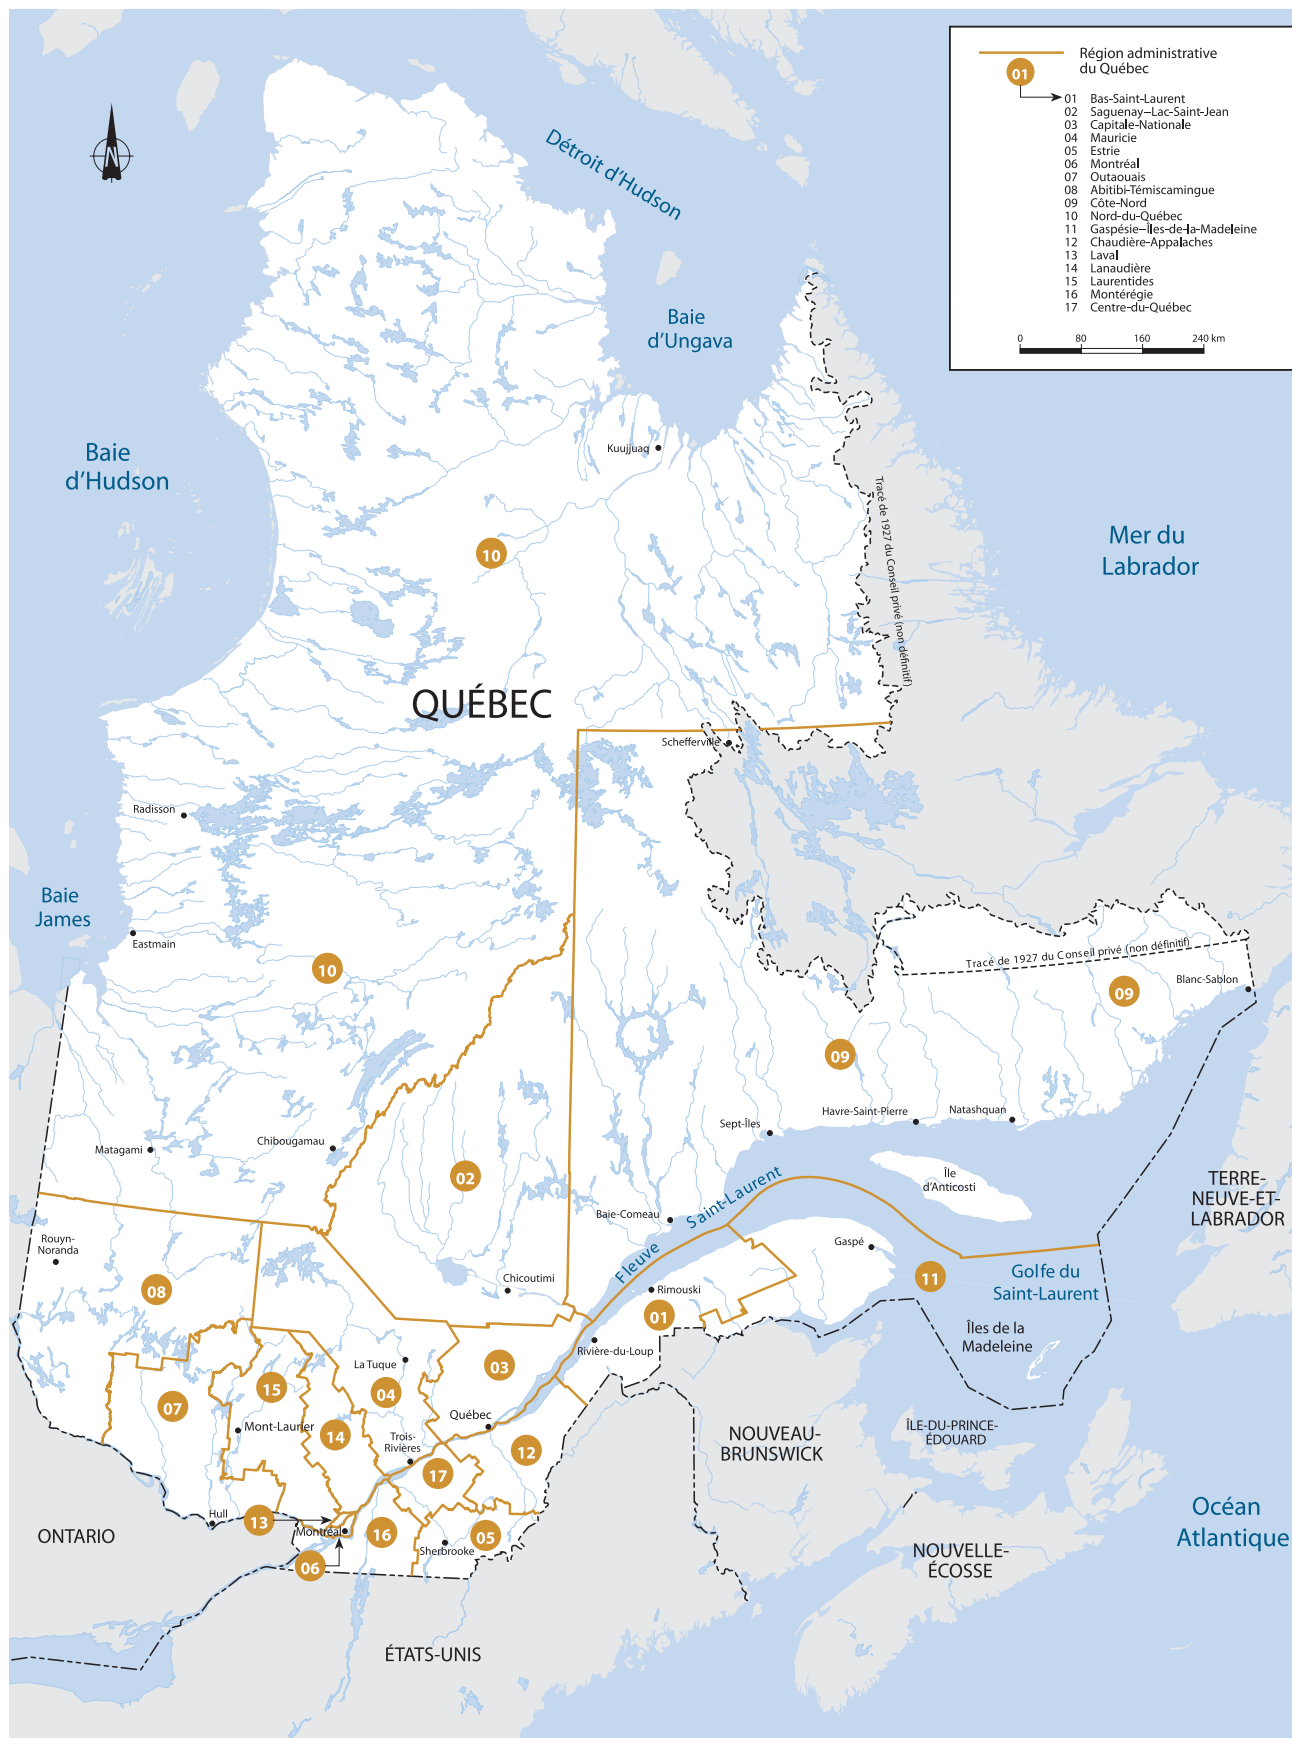 Région administrative
du Québec
01
01 Bas-Saint-Laurent
02 Saguenay–Lac-Saint-Jean
03 Capitale-Nationale
04 Mauricie
05 Estrie
06 Montréal
07 Outaouais
08 Abitibi-Témiscamingue
09 Côte-Nord
10 Nord-du-Québec
11 Gaspésie–Îles-de-la-Madeleine
12 Chaudière-Appalaches
13 Laval
14 Lanaudière
15 Laurentides
16 Montérégie
17 Centre-du-Québec
0 80 160 240 km
N
Détroit d'Hudson
Baie
d'Ungava
Kuujjuaq
Baie
d'Hudson
Tracé de 1927 du Conseil privé (non définitif)
Mer du
Labrador
10
QUÉBEC
Schefferville
Radisson
Baie
James
Eastmain
10
Tracé de 1927 du Conseil privé (non définitif)
Blanc-Sablon
09
09
Havre-Saint-Pierre
Natashquan
Sept-Îles
Matagami
Chibougamau
02
Île
d'Anticosti
TERRE-
NEUVE-ET-
LABRADOR
Baie-Comeau
Fleuve Saint-Laurent
Gaspé
Rouyn-
Noranda
08
Chicoutimi
Rimouski
11
Golfe du
Saint-Laurent
01
Îles de la
Madeleine
Rivière-du-Loup
La Tuque
03
15
04
07
Mont-Laurier
14
Québec
Trois-
Rivières
12
17
NOUVEAU-
BRUNSWICK
ÎLE-DU-PRINCE-
ÉDOUARD
Hull
13
Montréal
16
05
Sherbrooke
06
ONTARIO
NOUVELLE-
ÉCOSSE
Océan
Atlantique
ÉTATS-UNIS